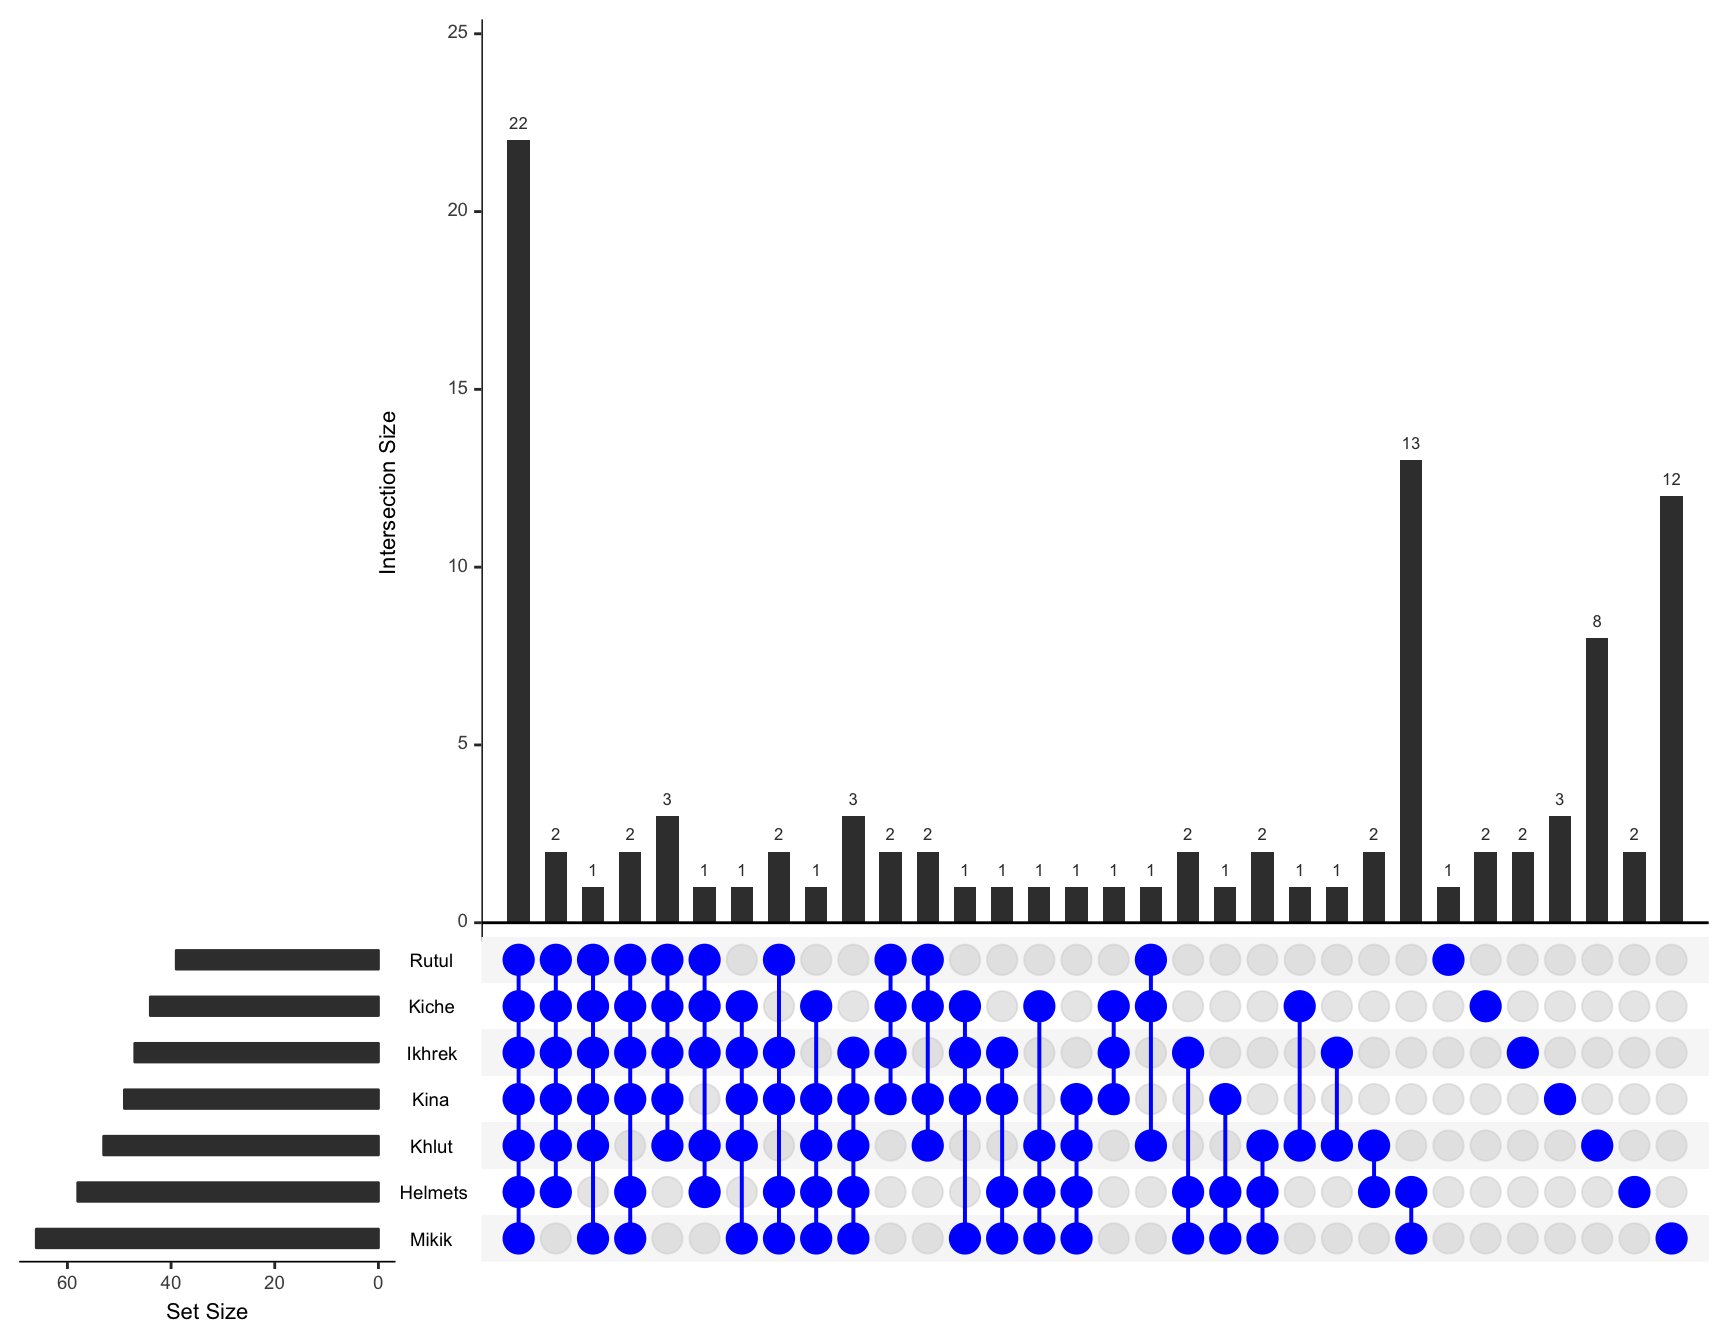 25
22
20
15
13
12
10
8
5
3 3 3
2 2 2 2 2 2 2 2 2 2 2
1 1 1 1 1 1 1 1 1 1 1 1 1 1
0
Intersection Size
Rutul
Kiche
Ikhrek
Kina
Khlut
Helmets
Mikik
60 40 20 0
Set Size